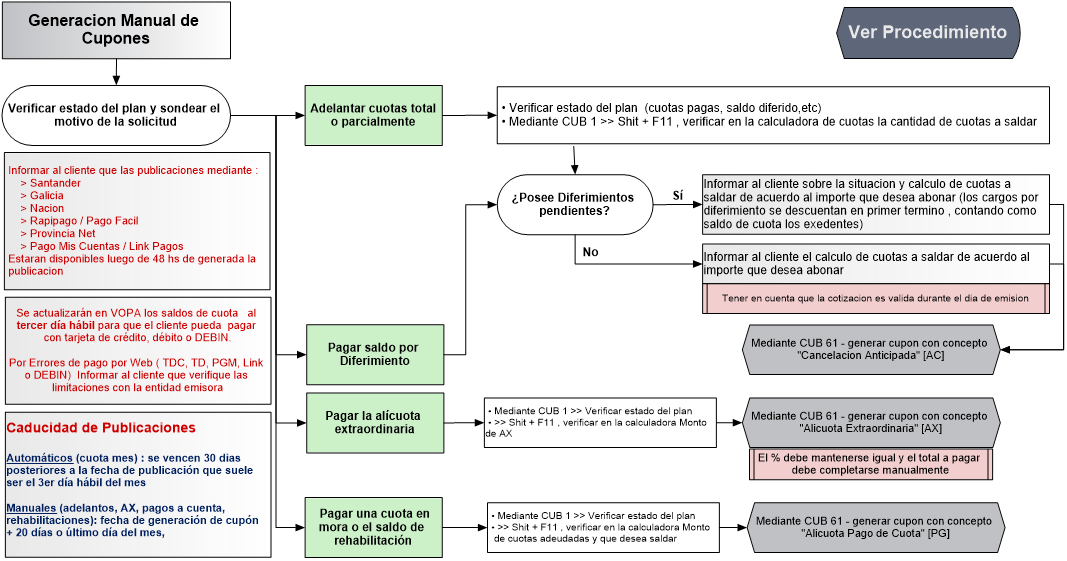 Generacion Manual de
Cupones
Ver Procedimiento
Verificar estado del plan y sondear el
motivo de la solicitud
Adelantar cuotas total
o parcialmente
• Verificar estado del plan (cuotas pagas, saldo diferido,etc)
• Mediante CUB 1 >> Shit + F11 , verificar en la calculadora de cuotas la cantidad de cuotas a saldar
Informar al cliente que las publicaciones mediante :
> Santander
> Galicia
> Nacion
> Rapipago / Pago Facil
> Provincia Net
> Pago Mis Cuentas / Link Pagos
Estaran disponibles luego de 48 hs de generada la
publicacion
¿Posee Diferimientos
pendientes?
Sí
Informar al cliente sobre la situacion y calculo de cuotas a
saldar de acuerdo al importe que desea abonar (los cargos por
diferimiento se descuentan en primer termino , contando como
saldo de cuota los exedentes)
No
Informar al cliente el calculo de cuotas a saldar de acuerdo al
importe que desea abonar
Tener en cuenta que la cotizacion es valida durante el dia de emision
Se actualizarán en VOPA los saldos de cuota al
tercer día hábil para que el cliente pueda pagar
con tarjeta de crédito, débito o DEBIN.
Por Errores de pago por Web ( TDC, TD, PGM, Link
o DEBIN) Informar al cliente que verifique las
limitaciones con la entidad emisora
Pagar saldo por
Diferimiento
Mediante CUB 61 - generar cupon con concepto
"Cancelacion Anticipada" [AC]
Caducidad de Publicaciones
Automáticos (cuota mes) : se vencen 30 dias
posteriores a la fecha de publicación que suele
ser el 3er día hábil del mes
Manuales (adelantos, AX, pagos a cuenta,
rehabilitaciones): fecha de generación de cupón
+ 20 días o último día del mes,
Pagar la alícuota
extraordinaria
• Mediante CUB 1 >> Verificar estado del plan
• >> Shit + F11 , verificar en la calculadora Monto
de AX
Mediante CUB 61 - generar cupon con concepto
"Alicuota Extraordinaria" [AX]
El % debe mantenerse igual y el total a pagar
debe completarse manualmente
Pagar una cuota en
mora o el saldo de
rehabilitación
• Mediante CUB 1 >> Verificar estado del plan
• >> Shit + F11 , verificar en la calculadora Monto
de cuotas adeudadas y que desea saldar
Mediante CUB 61 - generar cupon con concepto
"Alicuota Pago de Cuota" [PG]